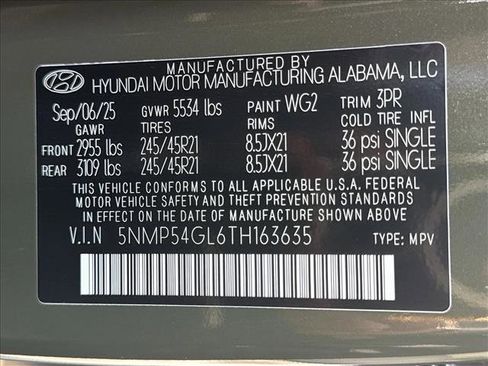 MANUFACTURED BY
HYUNDAI MOTOR MANUFACTURING ALABAMA, LLC
Sep/06/25 GVWR 5534 lbs PAINT WG2 TRIM 3PR
GAWR TIRES RIMS COLD TIRE INFL
FRONT 2955 lbs 245/45R21 8.5JX21 36 psi SINGLE
REAR 3109 lbs 245/45R21 8.5JX21 36 psi SINGLE
THIS VEHICLE CONFORMS TO ALL APPLICABLE U.S.A. FEDERAL
MOTOR VEHICLE SAFETY AND THEFT PREVENTION STANDARDS
IN EFFECT ON THE DATE OF MANUFACTURE SHOWN ABOVE
V.I.N 5NMP54GL6TH163635 TYPE: MPV